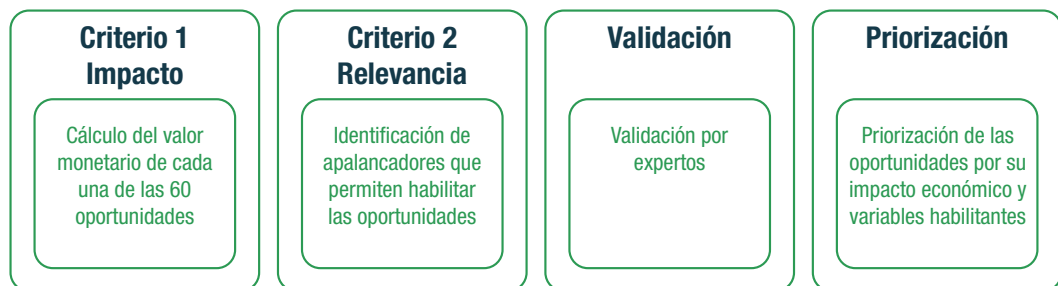 Criterio 1
Impacto
Cálculo del valor
monetario de cada
una de las 60
oportunidades
Criterio 2
Relevancia
Identificación de
apalancadores que
permiten habilitar
las oportunidades
Validación
Validación por
expertos
Priorización
Priorización de las
oportunidades por su
impacto económico y
variables habilitantes